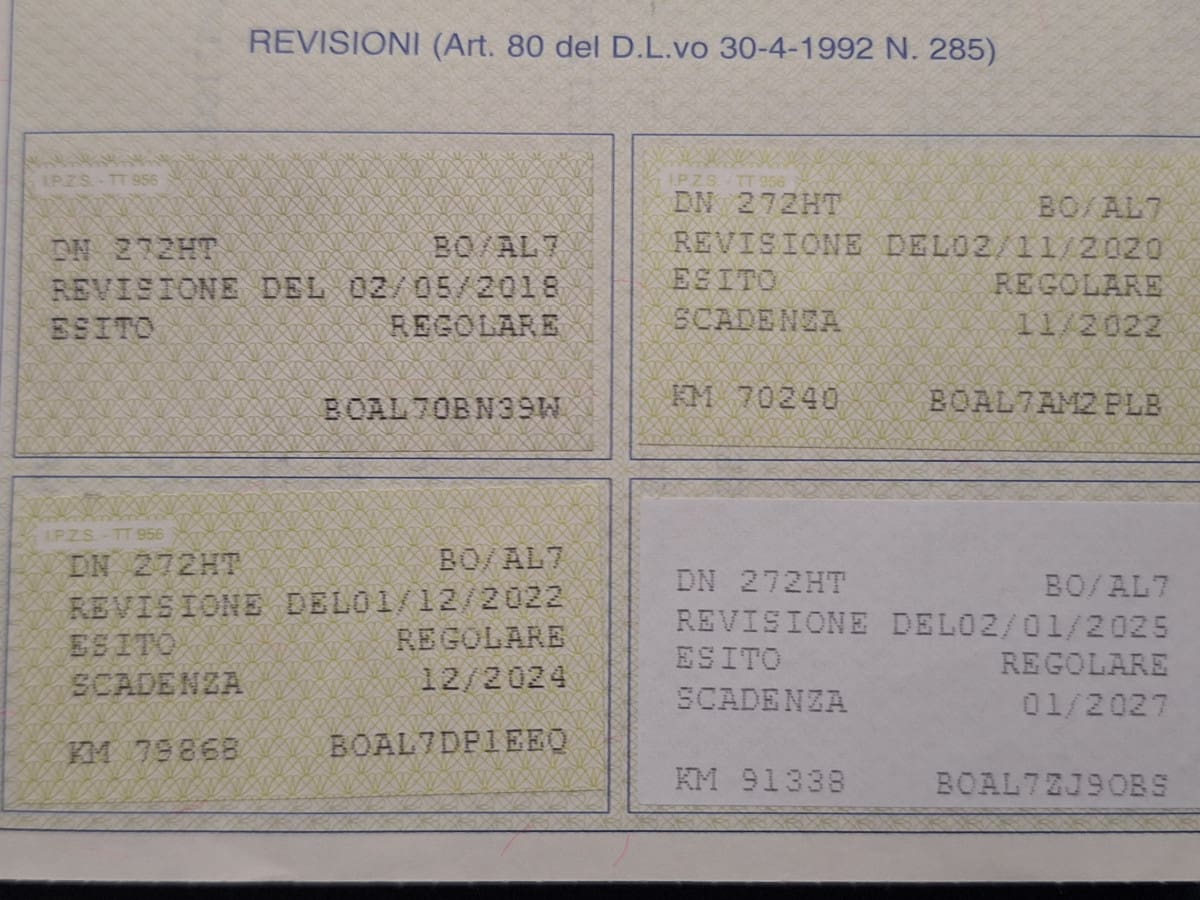 REVISIONI (Art. 80 del D.L.vo 30-4-1992 N. 285)
I.P.Z.S. - TT 956
DN 272HT BO/AL7
REVISIONE DEL 02/05/2018
ESITO REGOLARE
BOAL70BN39W
I.P.Z.S. - TT 956
DN 272HT BO/AL7
REVISIONE DEL02/11/2020
ESITO REGOLARE
SCADENZA 11/2022
KM 70240 BOAL7AM2PLB
I.P.Z.S. - TT 956
DN 272HT BO/AL7
REVISIONE DEL01/12/2022
ESITO REGOLARE
SCADENZA 12/2024
KM 79868 BOAL7DP1EEQ
DN 272HT BO/AL7
REVISIONE DEL02/01/2025
ESITO REGOLARE
SCADENZA 01/2027
KM 91338 BOAL7ZJ9OBS